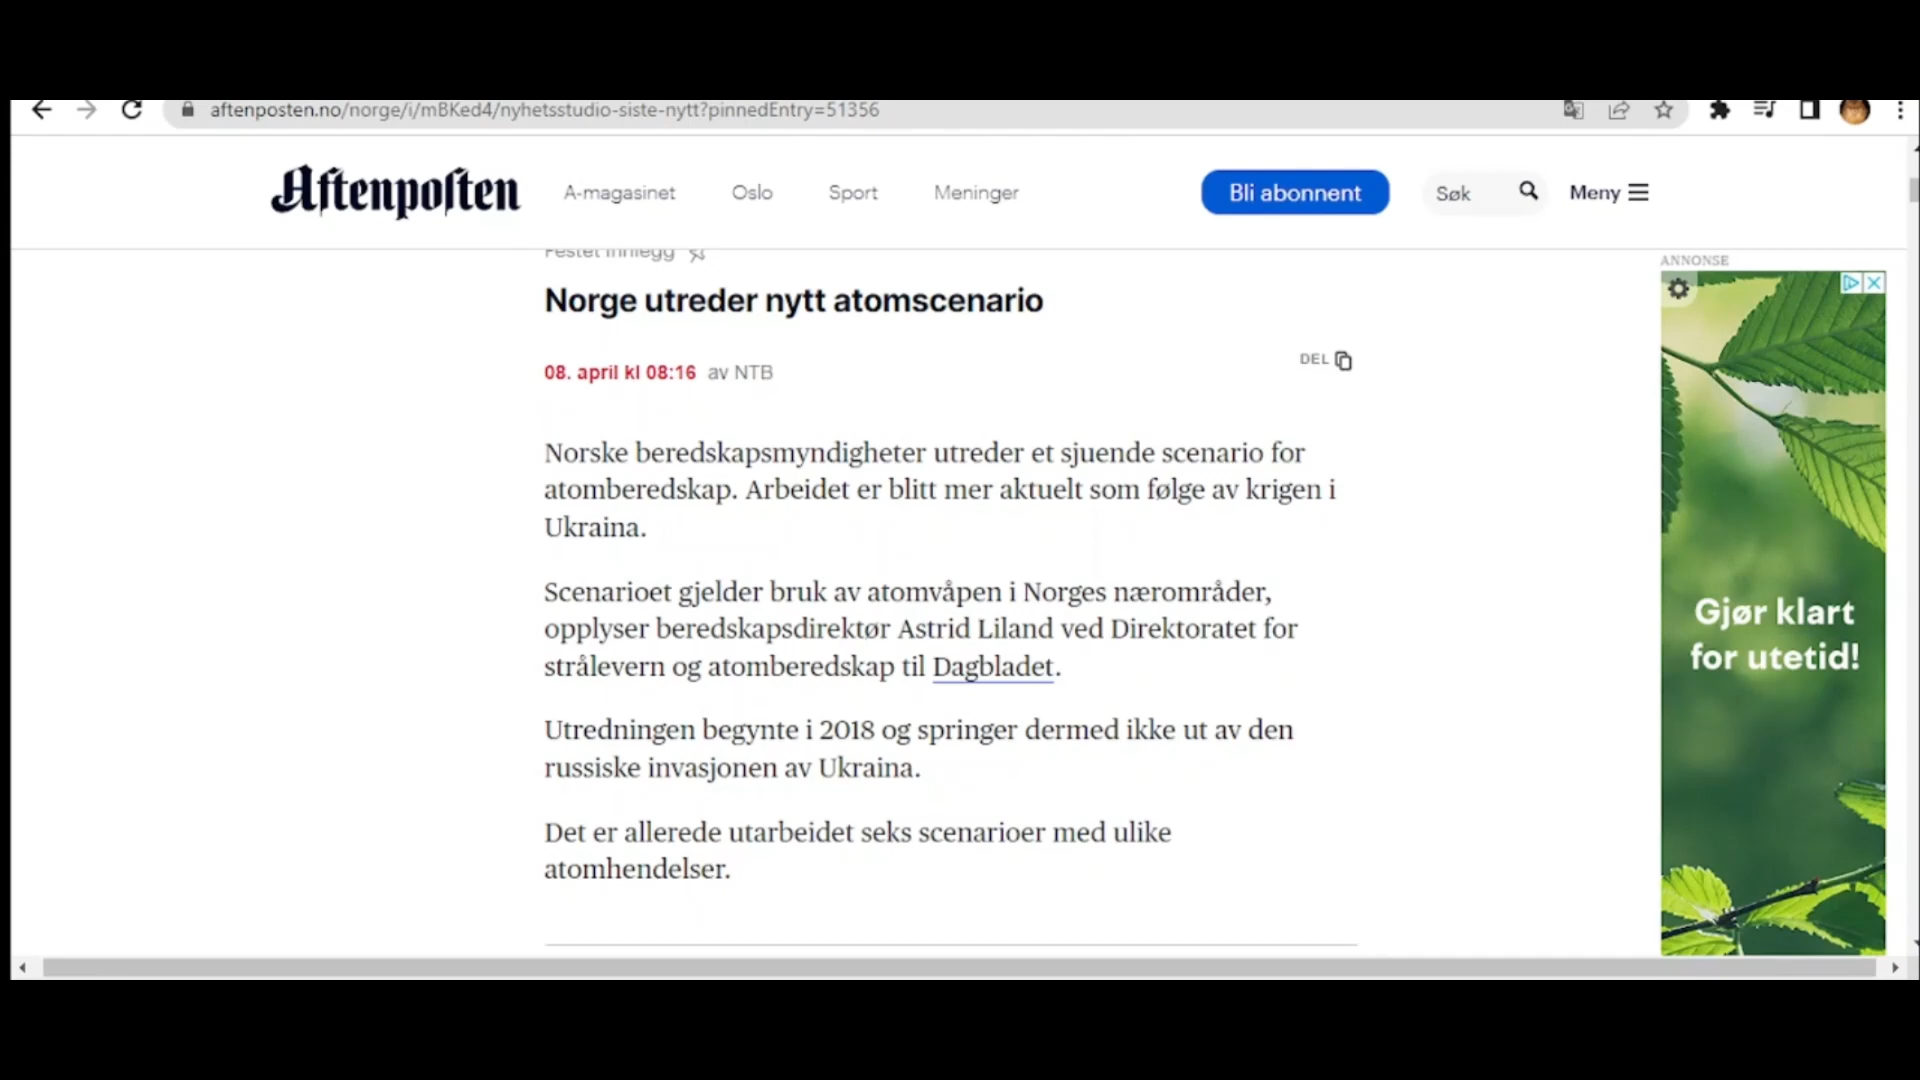 aftenposten.no/norge/i/mBKed4/nyhetsstudio-siste-nytt?pinnedEntry=51356
Aftenposten A-magasinet Oslo Sport Meninger Bli abonnent Søk Meny
Festet innlegg
ANNONSE
Norge utreder nytt atomscenario
DEL
08. april kl 08:16 av NTB
Norske beredskapsmyndigheter utreder et sjuende scenario for
atomberedskap. Arbeidet er blitt mer aktuelt som følge av krigen i
Ukraina.
Scenarioet gjelder bruk av atomvåpen i Norges nærområder,
opplyser beredskapsdirektør Astrid Liland ved Direktoratet for
strålevern og atomberedskap til Dagbladet.
Utredningen begynte i 2018 og springer dermed ikke ut av den
russiske invasjonen av Ukraina.
Det er allerede utarbeidet seks scenarioer med ulike
atomhendelser.
Gjør klart
for utetid!